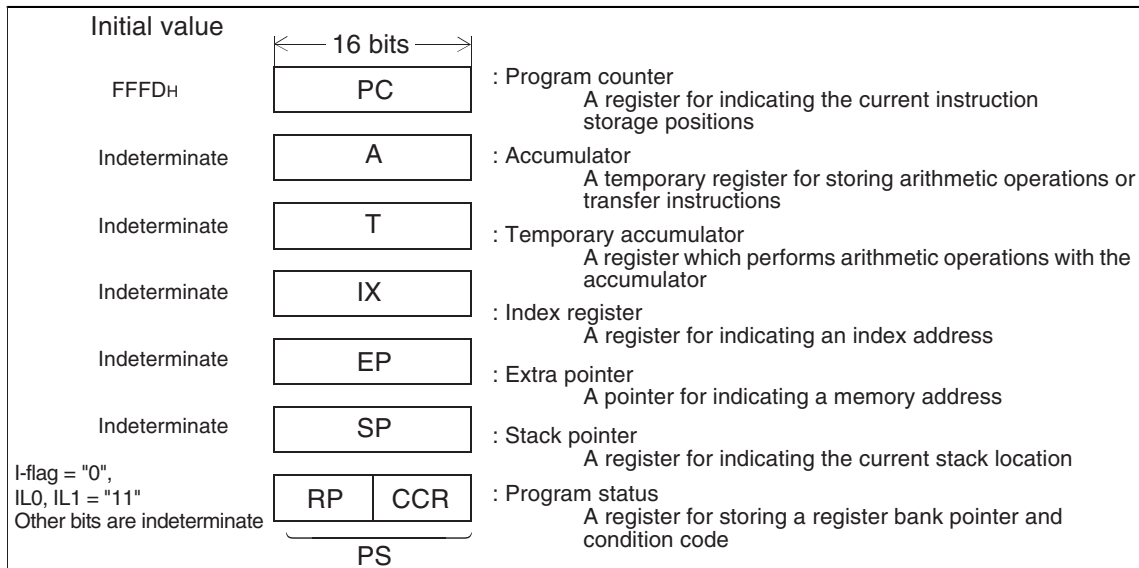 Initial value
16 bits
FFFDH
PC
: Program counter
A register for indicating the current instruction
storage positions
Indeterminate
A
: Accumulator
A temporary register for storing arithmetic operations or
transfer instructions
Indeterminate
T
: Temporary accumulator
A register which performs arithmetic operations with the
accumulator
Indeterminate
IX
: Index register
A register for indicating an index address
Indeterminate
EP
: Extra pointer
A pointer for indicating a memory address
Indeterminate
SP
: Stack pointer
A register for indicating the current stack location
I-flag = "0",
IL0, IL1 = "11"
Other bits are indeterminate
RP
CCR
: Program status
A register for storing a register bank pointer and
condition code
PS